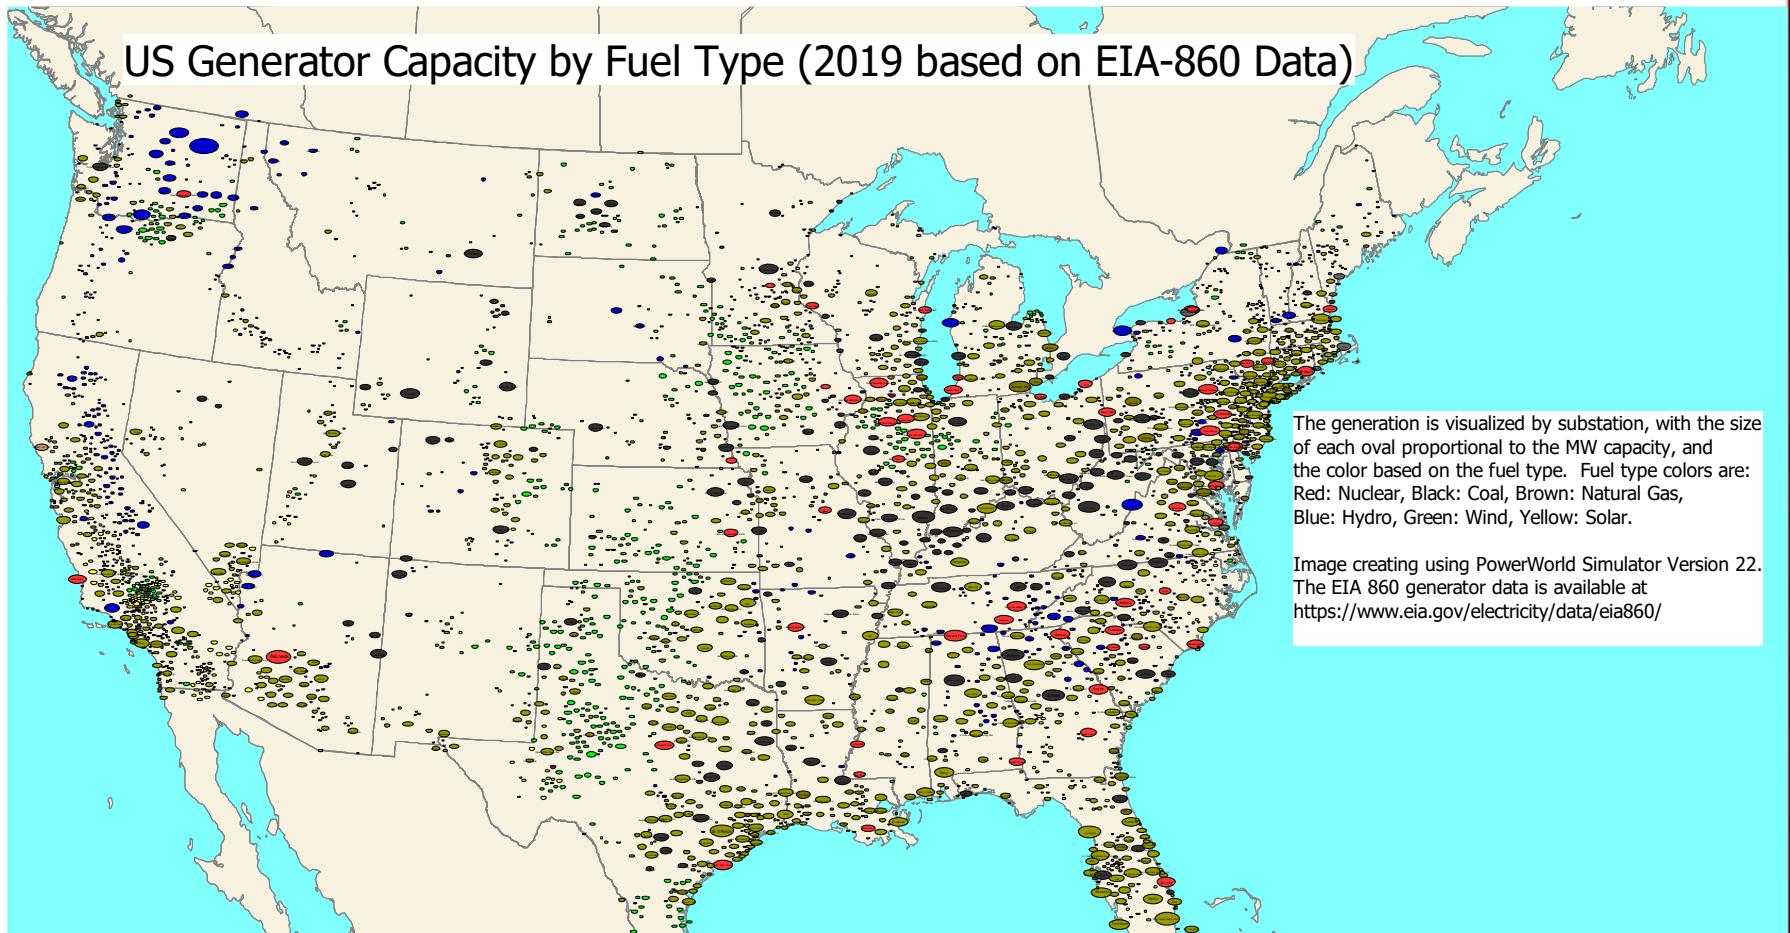 US Generator Capacity by Fuel Type (2019 based on EIA-860 Data)
The generation is visualized by substation, with the size
of each oval proportional to the MW capacity, and
the color based on the fuel type. Fuel type colors are:
Red: Nuclear, Black: Coal, Brown: Natural Gas,
Blue: Hydro, Green: Wind, Yellow: Solar.
Image creating using PowerWorld Simulator Version 22.
The EIA 860 generator data is available at
https://www.eia.gov/electricity/data/eia860/